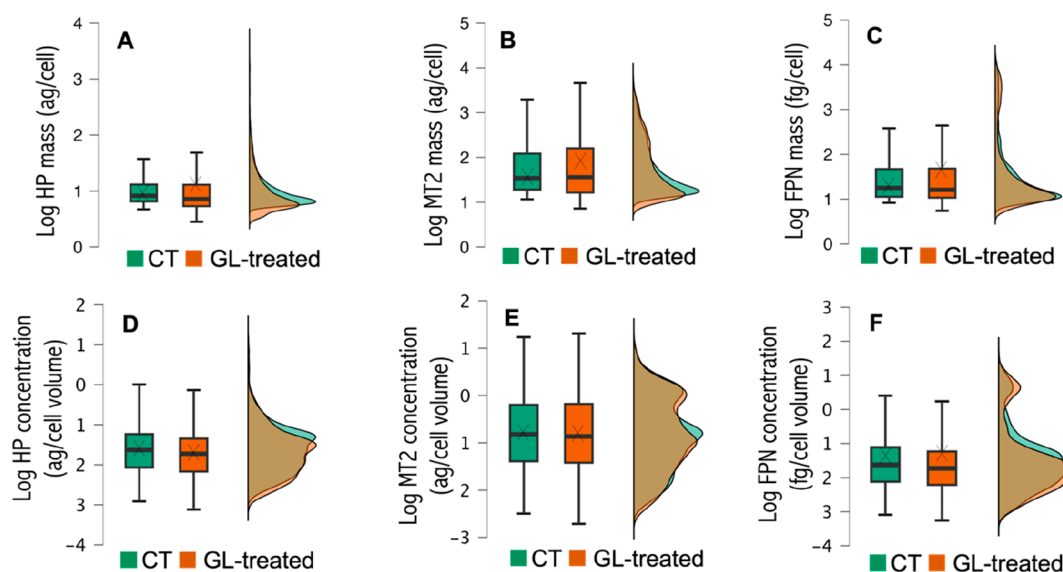 A
Log HP mass (ag/cell)
4
3
2
1
0
CT GL-treated
B
Log MT2 mass (ag/cell)
5
4
3
2
1
0
CT GL-treated
C
Log FPN mass (fg/cell)
5
4
3
2
1
0
CT GL-treated
D
Log HP concentration
(ag/cell volume)
2
1
0
1
2
3
−4
CT GL-treated
E
Log MT2 concentration
(ag/cell volume)
2
1
0
1
2
−3
CT GL-treated
F
Log FPN concentration
(fg/cell volume)
3
2
1
0
1
2
3
−4
CT GL-treated